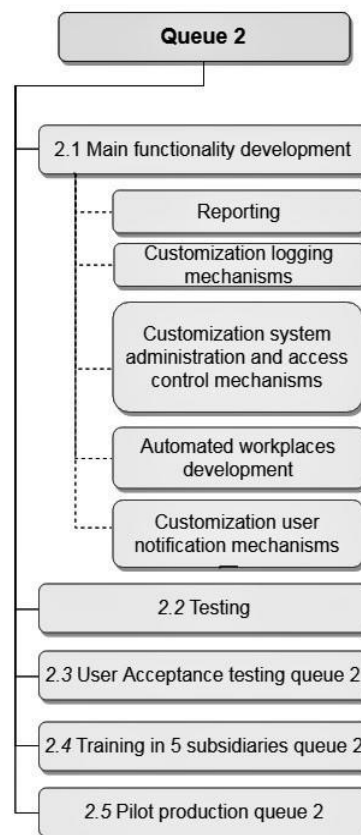 Queue 2
2.1 Main functionality development
Reporting
Customization logging
mechanisms
Customization system
administration and access
control mechanisms
Automated workplaces
development
Customization user
notification mechanisms
2.2 Testing
2.3 User Acceptance testing queue 2
2.4 Training in 5 subsidiaries queue 2
2.5 Pilot production queue 2